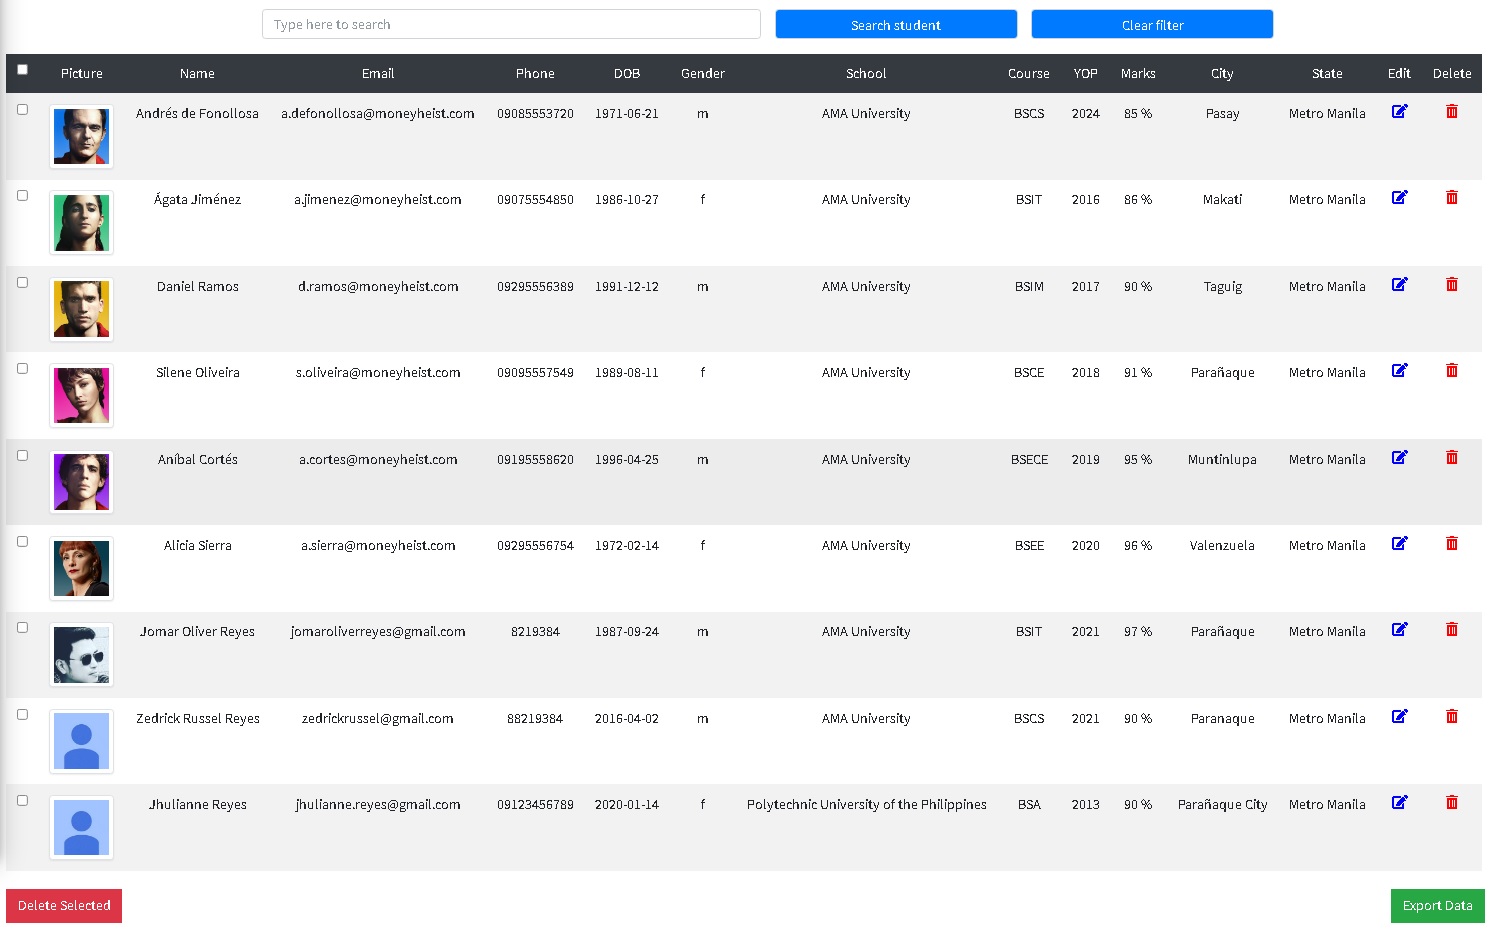 Type here to search Search student Clear filter
Picture Name Email Phone DOB Gender School Course YOP Marks City State Edit Delete
Andrés de Fonollosa a.defonollosa@moneyheist.com 09085553720 1971-06-21 m AMA University BSCS 2024 85 % Pasay Metro Manila
Ágata Jiménez a.jimenez@moneyheist.com 09075554850 1986-10-27 f AMA University BSIT 2016 86 % Makati Metro Manila
Daniel Ramos d.ramos@moneyheist.com 09295556389 1991-12-12 m AMA University BSIM 2017 90 % Taguig Metro Manila
Silene Oliveira s.oliveira@moneyheist.com 09095557549 1989-08-11 f AMA University BSCE 2018 91 % Parañaque Metro Manila
Aníbal Cortés a.cortes@moneyheist.com 09195558620 1996-04-25 m AMA University BSECE 2019 95 % Muntinlupa Metro Manila
Alicia Sierra a.sierra@moneyheist.com 09295556754 1972-02-14 f AMA University BSEE 2020 96 % Valenzuela Metro Manila
Jomar Oliver Reyes jomaroliverreyes@gmail.com 8219384 1987-09-24 m AMA University BSIT 2021 97 % Parañaque Metro Manila
Zedrick Russel Reyes zedrickrussel@gmail.com 88219384 2016-04-02 m AMA University BSCS 2021 90 % Paranaque Metro Manila
Jhulianne Reyes jhulianne.reyes@gmail.com 09123456789 2020-01-14 f Polytechnic University of the Philippines BSA 2013 90 % Parañaque City Metro Manila
Delete Selected Export Data